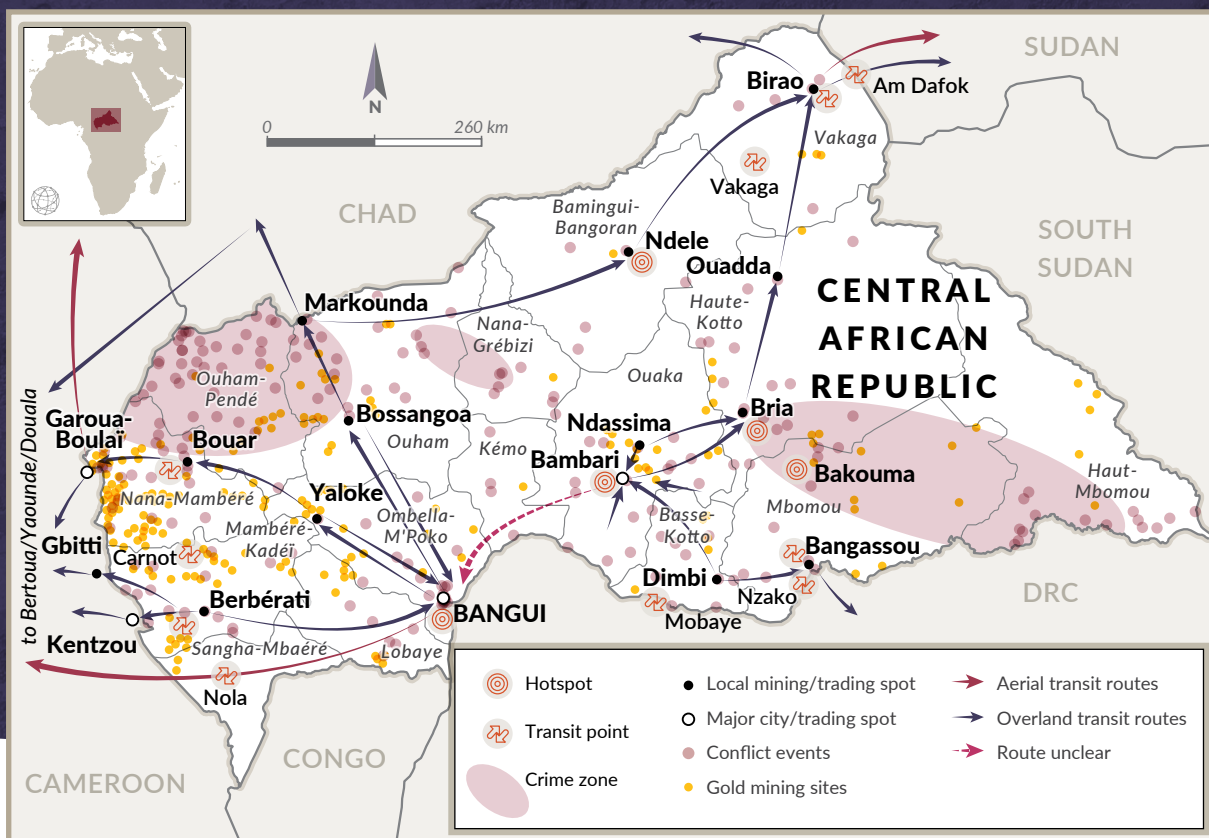 SUDAN
Birao
Am Dafok
N
0
260 km
Vakaga
Vakaga
CHAD
Bamingui-
Bangoran
SOUTH
SUDAN
Ndele
Ouadda
CENTRAL
AFRICAN
REPUBLIC
Markounda
Haute-
Kotto
Nana-
Grébizi
Ouham-
Pendé
Ouaka
to Bertoua/Yaounde/Douala
Garoua-
Boulaï
Bouar
Bossangoa
Ouham
Ndassima
Bria
Kémo
Bambari
Bakouma
Haut-
Mbomou
Nana-Mambéré
Yaloke
Mbomou
Ombella-
M'Poko
Mambéré-
Kadéï
Basse-
Kotto
Gbitti
Carnot
Bangassou
Dimbi
Nzako
DRC
Berbérati
BANGUI
Mobaye
Kentzou
Sangha-Mbaéré
Lobaye
Nola
CONGO
CAMEROON
Hotspot
Transit point
Crime zone
Local mining/trading spot
Major city/trading spot
Conflict events
Gold mining sites
Aerial transit routes
Overland transit routes
Route unclear